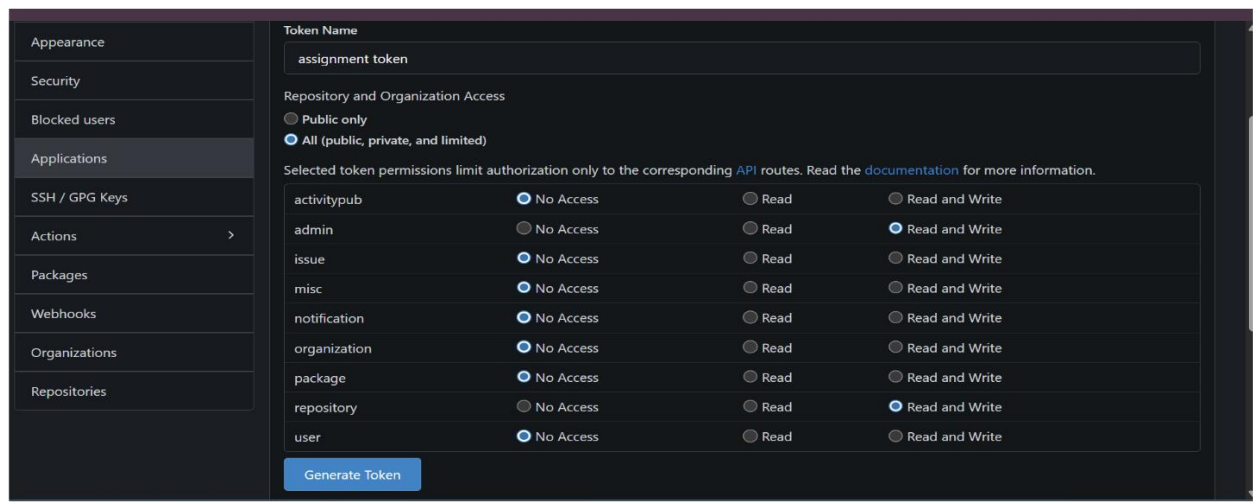 Appearance
Security
Blocked users
Applications
SSH / GPG Keys
Actions
Packages
Webhooks
Organizations
Repositories
Token Name
assignment token
Repository and Organization Access
Public only
All (public, private, and limited)
Selected token permissions limit authorization only to the corresponding API routes. Read the documentation for more information.
activitypub No Access Read Read and Write
admin No Access Read Read and Write
issue No Access Read Read and Write
misc No Access Read Read and Write
notification No Access Read Read and Write
organization No Access Read Read and Write
package No Access Read Read and Write
repository No Access Read Read and Write
user No Access Read Read and Write
Generate Token